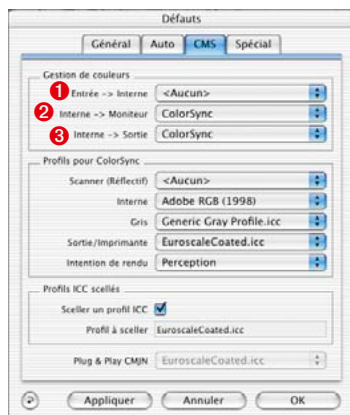 Défauts
Général Auto CMS Spécial
Gestion de couleurs
1 Entrée -> Interne <Aucun>
2 Interne -> Moniteur ColorSync
3 Interne -> Sortie ColorSync
Profils pour ColorSync
Scanner (Réflectif) <Aucun>
Interne Adobe RGB (1998)
Gris Generic Gray Profile.icc
Sortie/Imprimante EuroscaleCoated.icc
Intention de rendu Perception
Profils ICC scellés
Sceller un profil ICC
Profil à sceller EuroscaleCoated.icc
Plug & Play CMJN EuroscaleCoated.icc
Appliquer Annuler OK